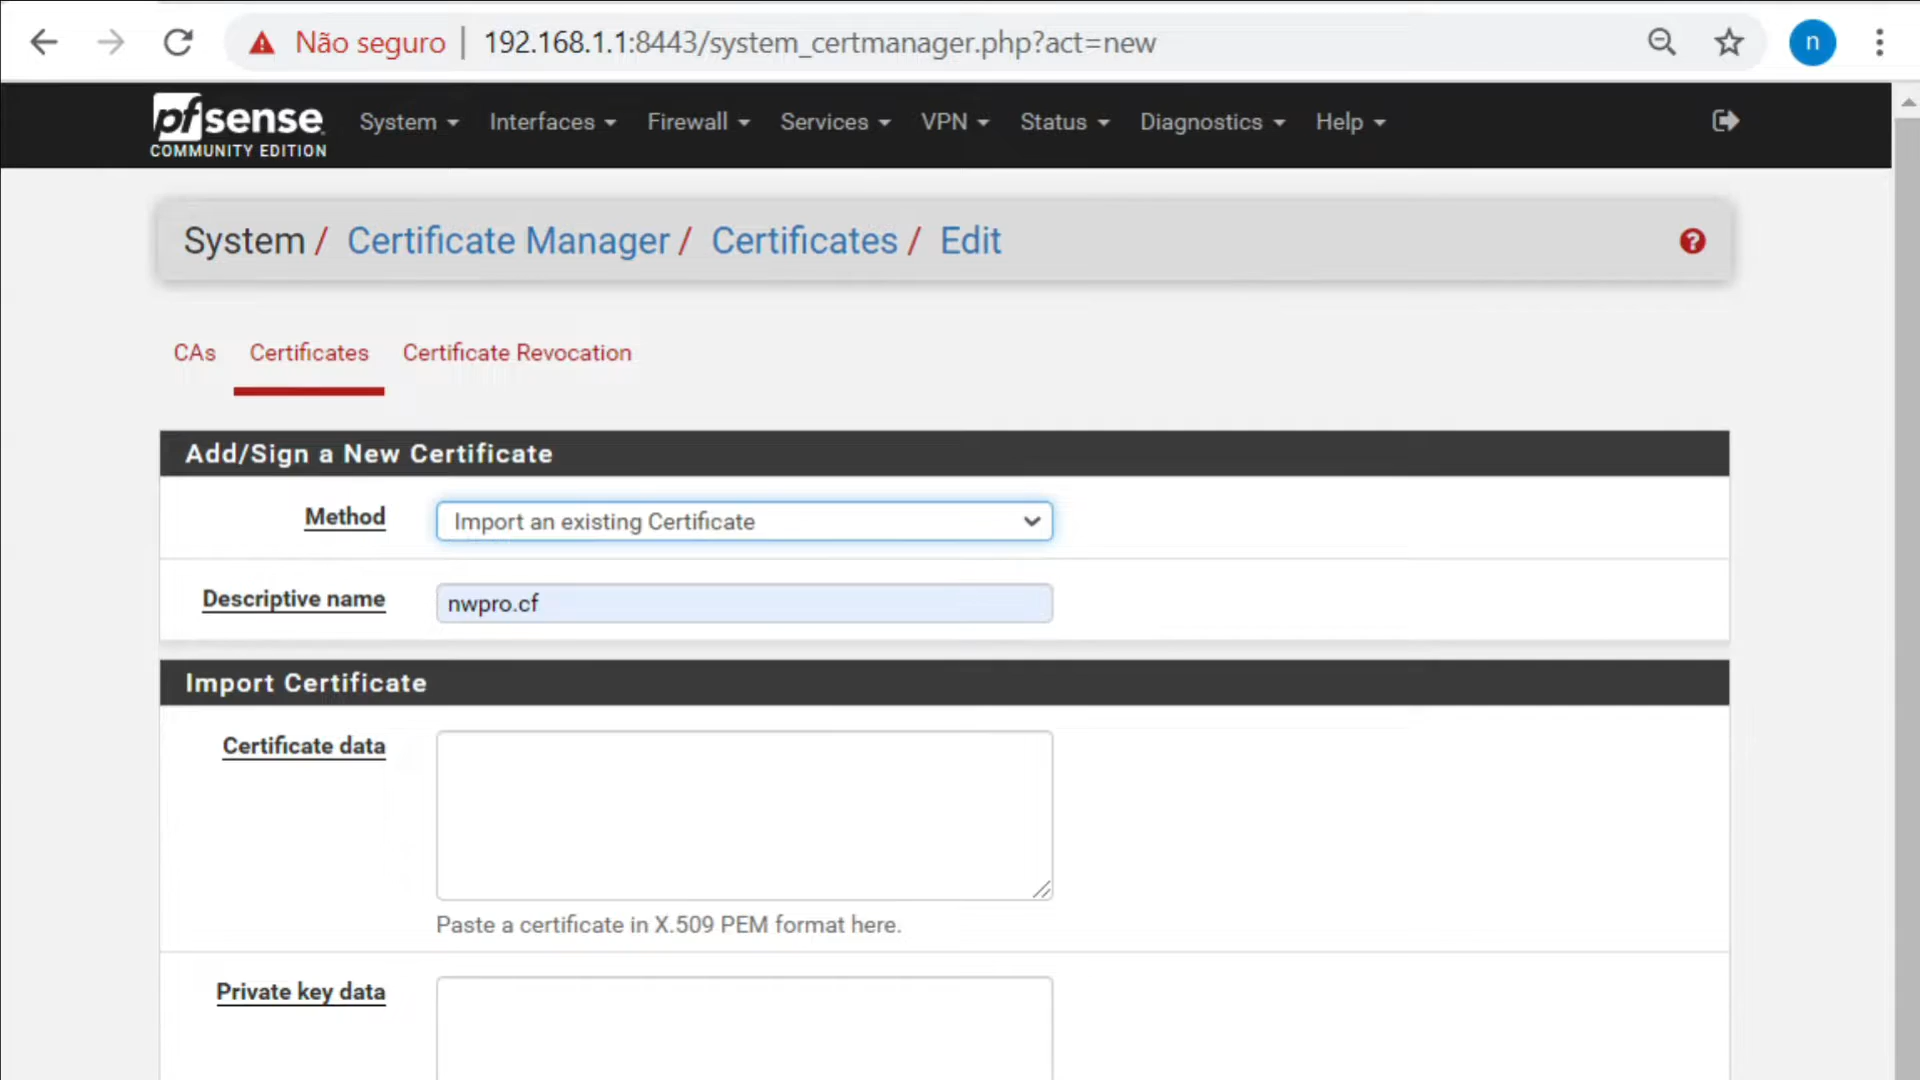 Não seguro | 192.168.1.1:8443/system_certmanager.php?act=new
n
pfsense System Interfaces Firewall Services VPN Status Diagnostics Help
COMMUNITY EDITION
System / Certificate Manager / Certificates / Edit
CAs Certificates Certificate Revocation
Add/Sign a New Certificate
Method Import an existing Certificate
Descriptive name nwpro.cf
Import Certificate
Certificate data
Paste a certificate in X.509 PEM format here.
Private key data